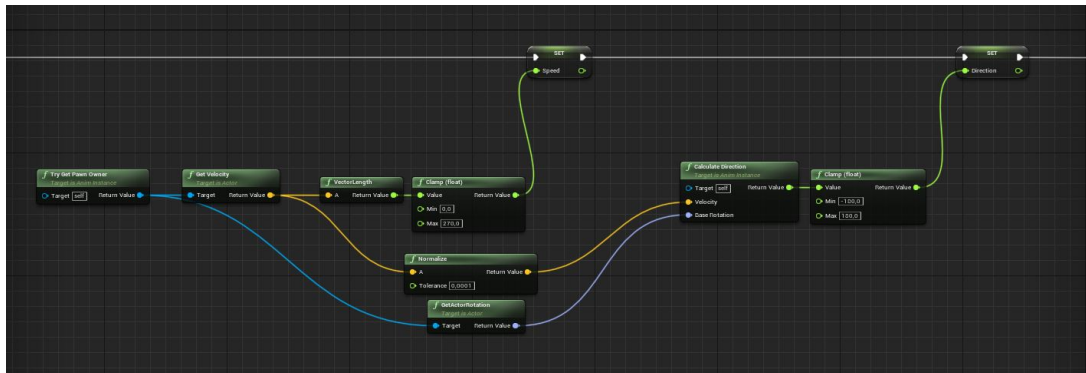 SET
Speed
SET
Direction
Try Get Pawn Owner
Target is Anim Instance
Target self Return Value
Get Velocity
Target is Actor
Target Return Value
VectorLength
A Return Value
Clamp (float)
Value Return Value
Min 0,0
Max 270,0
Normalize
A Return Value
Tolerance 0,0001
GetActorRotation
Target is Actor
Target Return Value
Calculate Direction
Target is Anim Instance
Target self Return Value
Velocity
Base Rotation
Clamp (float)
Value Return Value
Min -100,0
Max 100,0